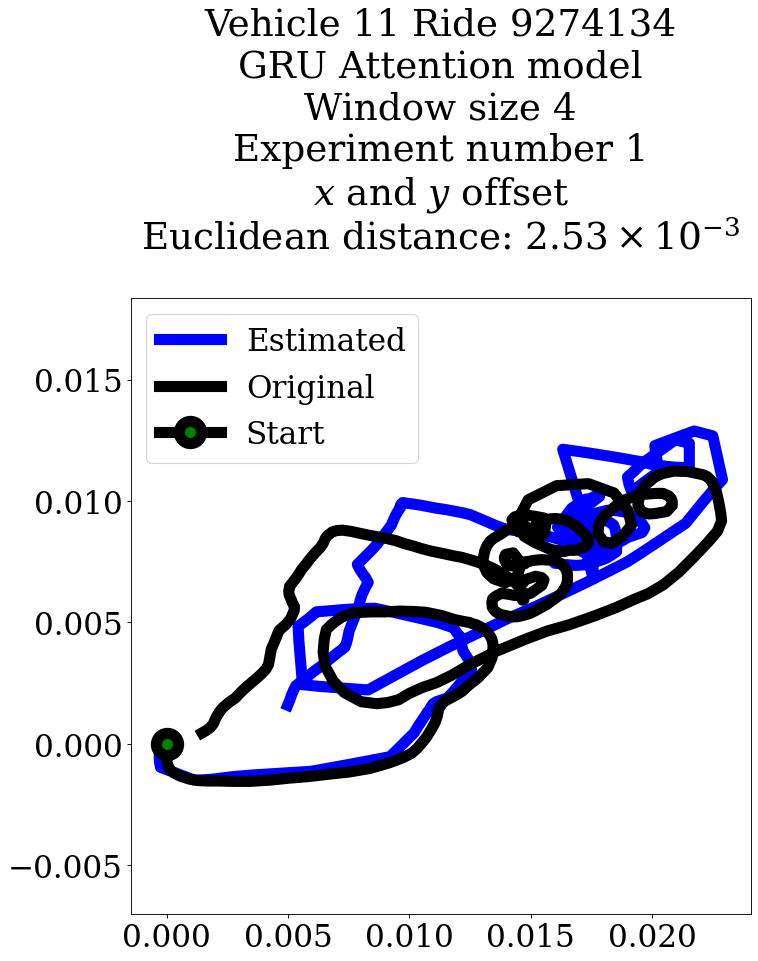 Vehicle 11 Ride 9274134
GRU Attention model
Window size 4
Experiment number 1
x and y offset
Euclidean distance: 2.53 × 10⁻³
Estimated
Original
Start
0.015
0.010
0.005
0.000
−0.005
0.000 0.005 0.010 0.015 0.020